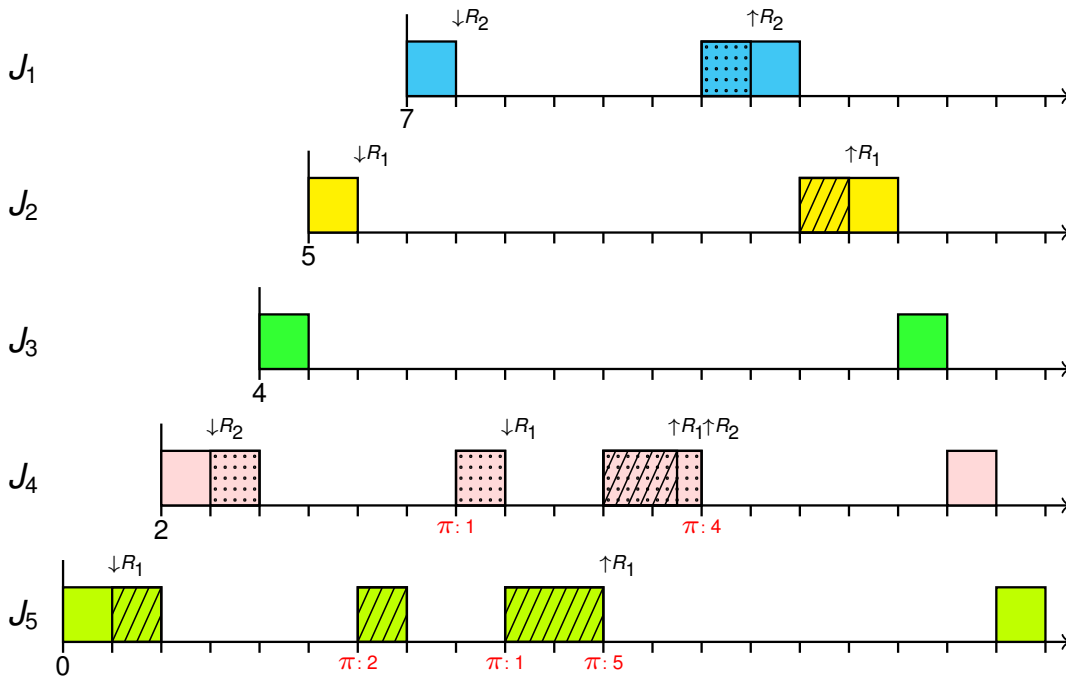 ↓R₂ ↑R₂
J₁
7
↓R₁ ↑R₁
J₂
5
J₃
4
↓R₂ ↓R₁ ↑R₁↑R₂
J₄
2 π: 1 π: 4
↓R₁ ↑R₁
J₅
0 π: 2 π: 1 π: 5